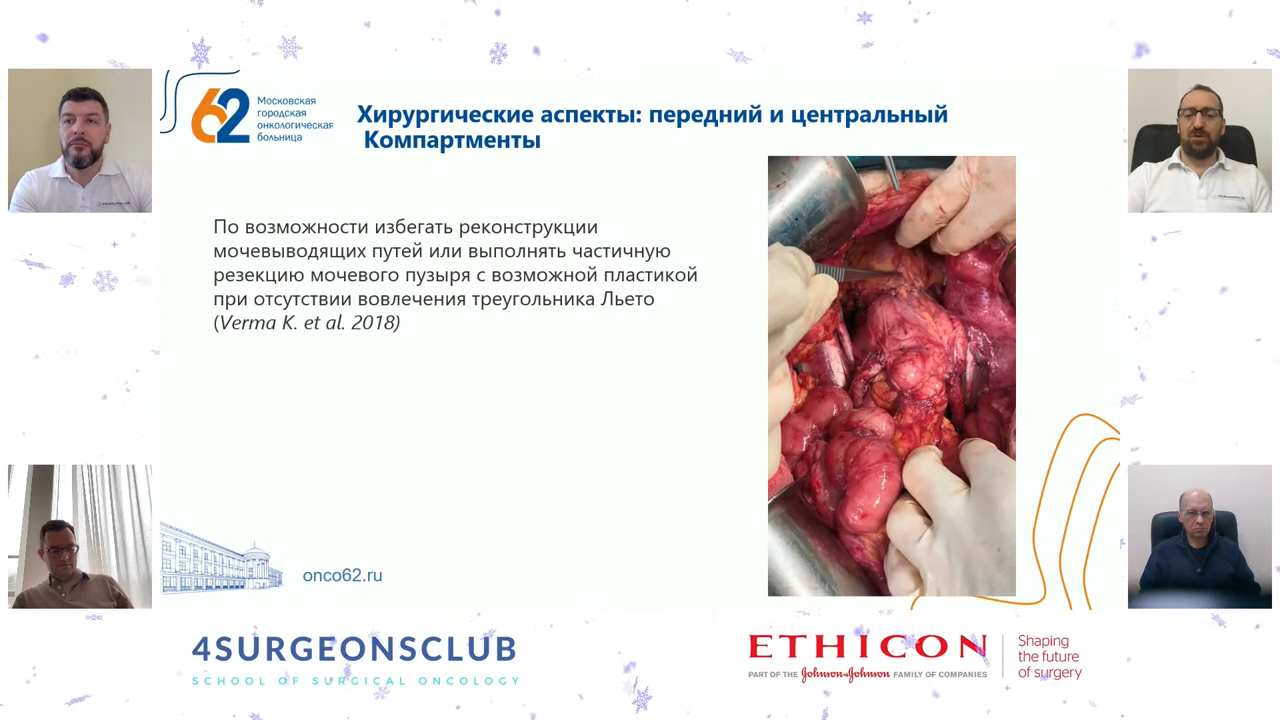 62
Московская
городская
онкологическая
больница
Хирургические аспекты: передний и центральный
Компартменты
По возможности избегать реконструкции
мочевыводящих путей или выполнять частичную
резекцию мочевого пузыря с возможной пластикой
при отсутствии вовлечения треугольника Льето
(Verma K. et al. 2018)
onco62.ru
4SURGEONSCLUB
SCHOOL OF SURGICAL ONCOLOGY
ETHICON
PART OF THE Johnson & Johnson FAMILY OF COMPANIES
Shaping
the future
of surgery